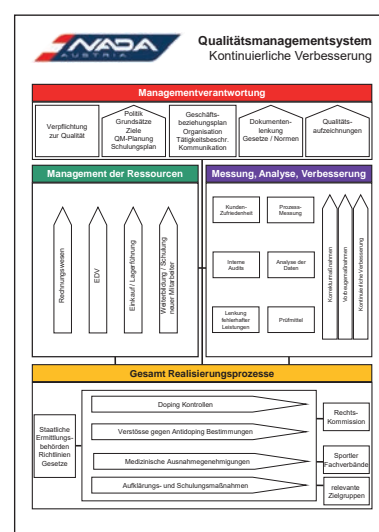 NADA
AUSTRIA
Qualitätsmanagementsystem
Kontinuierliche Verbesserung
Managementverantwortung
Verpflichtung
zur Qualität
Politik
Grundsätze
Ziele
QM-Planung
Schulungsplan
Geschäfts-
beziehungsplan
Organisation
Tätigkeitsbeschr.
Kommunikation
Dokumenten-
lenkung
Gesetze / Normen
Qualitäts-
aufzeichnungen
Management der Ressourcen
Rechnungswesen
EDV
Einkauf / Lagerführung
Weiterbildung / Schulung
neuer Mitarbeiter
Messung, Analyse, Verbesserung
Kunden-
Zufriedenheit
Prozess-
Messung
Interne
Audits
Analyse der
Daten
Lenkung
fehlerhafter
Leistungen
Prüfmittel
Korrekturmaßnahmen
Vorbeugemaßnahmen
Kontinuierliche Verbesserung
Gesamt Realisierungprozesse
Staatliche
Ermittlungs-
behörden
Richtlinien
Gesetze
Doping Kontrollen
Verstösse gegen Antidoping Bestimmungen
Medizinische Ausnahmegenehmigungen
Aufklärungs- und Schulungsmaßnahmen
Rechts-
Kommission
Sportler
Fachverbände
relevante
Zielgruppen